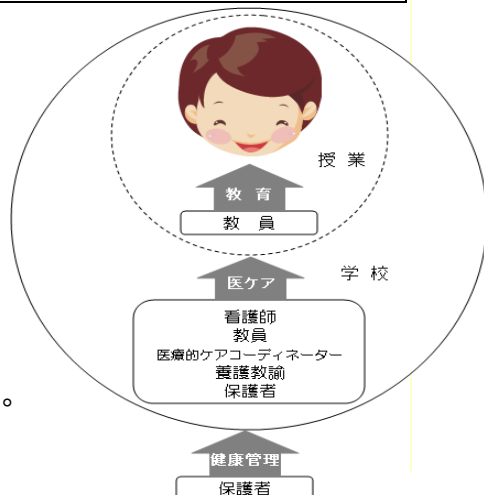 授 業
教 育
教 員
学 校
医ケア
看護師
教員
医療的ケアコーディネーター
養護教諭
保護者
。
健康管理
保護者